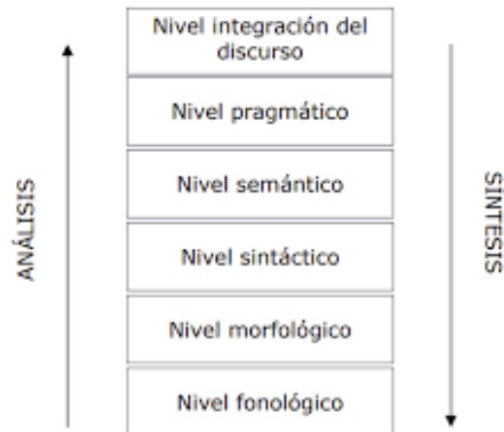 Nivel integración del
discurso
Nivel pragmático
Nivel semántico
Nivel sintáctico
Nivel morfológico
Nivel fonológico
ANÁLISIS
SÍNTESIS